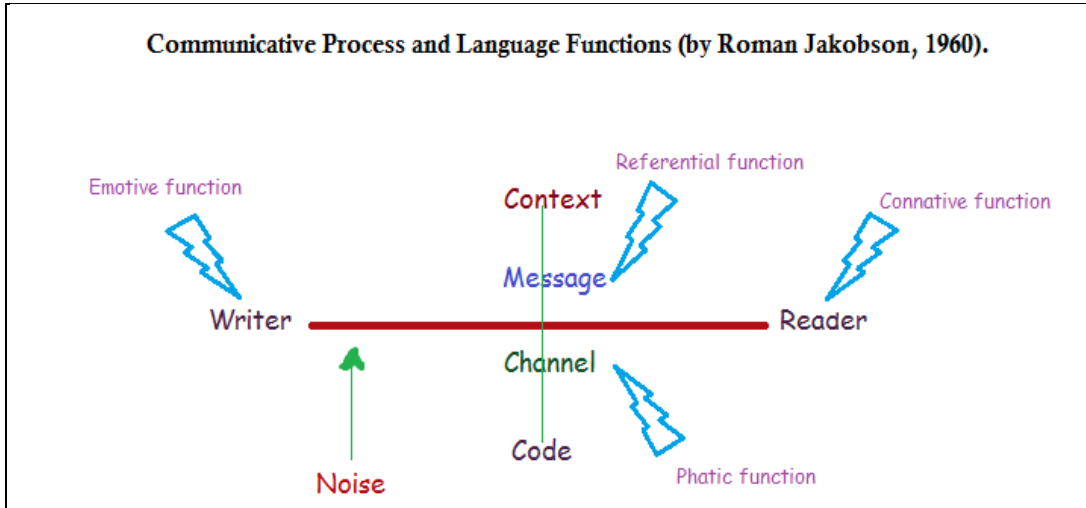 Communicative Process and Language Functions (by Roman Jakobson, 1960).
Referential function
Emotive function
Connative function
Context
Message
Writer
Reader
Channel
Code
Phatic function
Noise